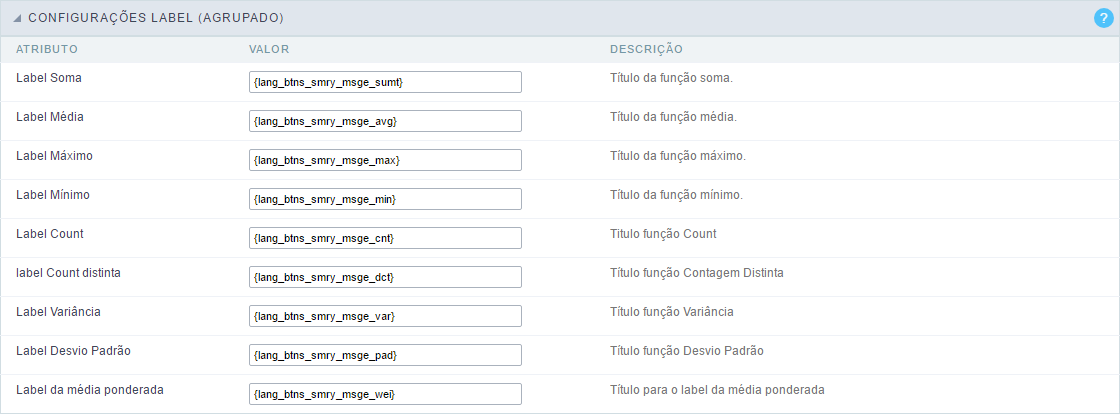 CONFIGURAÇÕES LABEL (AGRUPADO) ?
ATRIBUTO VALOR DESCRIÇÃO
Label Soma {lang_btns_smry_msge_sumt} Título da função soma.
Label Média {lang_btns_smry_msge_avg} Título da função média.
Label Máximo {lang_btns_smry_msge_max} Título da função máximo.
Label Mínimo {lang_btns_smry_msge_min} Título da função mínimo.
Label Count {lang_btns_smry_msge_cnt} Titulo função Count
label Count distinta {lang_btns_smry_msge_dct} Título função Contagem Distinta
Label Variância {lang_btns_smry_msge_var} Título função Variância
Label Desvio Padrão {lang_btns_smry_msge_pad} Título função Desvio Padrão
Label da média ponderada {lang_btns_smry_msge_wei} Título para o label da média ponderada